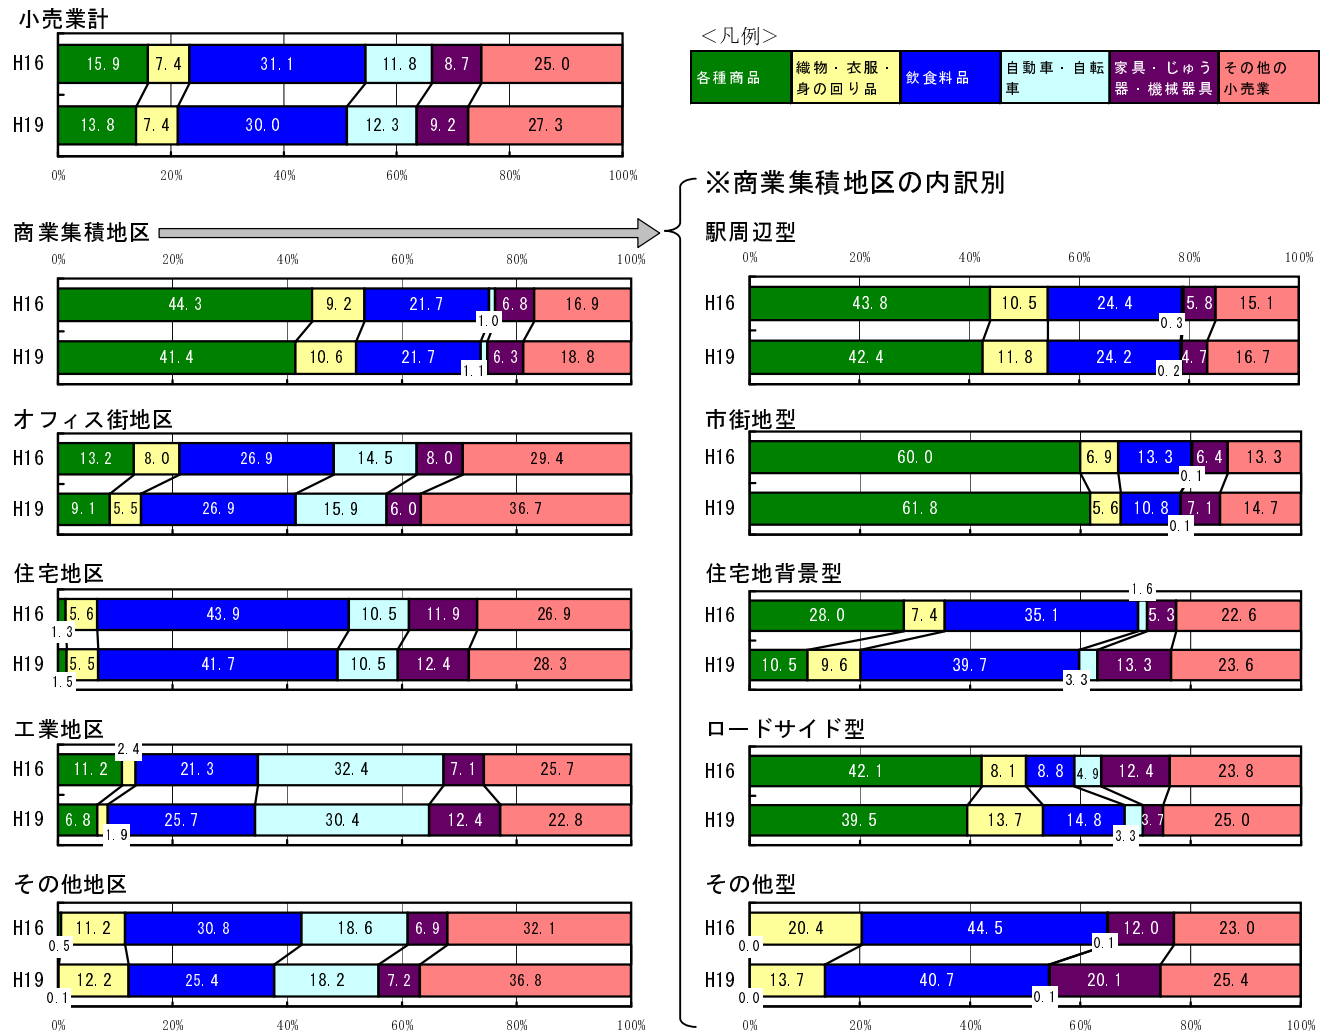 小売業計
H16 15.9 7.4 31.1 11.8 8.7 25.0
H19 13.8 7.4 30.0 12.3 9.2 27.3
0% 20% 40% 60% 80% 100%
＜凡例＞
各種商品
織物・衣服・
身の回り品
飲食料品
自動車・自転
車
家具・じゅう
器・機械器具
その他の
小売業
商業集積地区
0% 20% 40% 60% 80% 100%
H16 44.3 9.2 21.7 1.0 6.8 16.9
H19 41.4 10.6 21.7 1.1 6.3 18.8
オフィス街地区
H16 13.2 8.0 26.9 14.5 8.0 29.4
H19 9.1 5.5 26.9 15.9 6.0 36.7
住宅地区
H16 1.3 5.6 43.9 10.5 11.9 26.9
H19 1.5 5.5 41.7 10.5 12.4 28.3
工業地区
H16 11.2 2.4 21.3 32.4 7.1 25.7
H19 6.8 1.9 25.7 30.4 12.4 22.8
その他地区
H16 0.5 11.2 30.8 18.6 6.9 32.1
H19 0.1 12.2 25.4 18.2 7.2 36.8
0% 20% 40% 60% 80% 100%
※商業集積地区の内訳別
駅周辺型
0% 20% 40% 60% 80% 100%
H16 43.8 10.5 24.4 0.3 5.8 15.1
H19 42.4 11.8 24.2 0.2 4.7 16.7
市街地型
H16 60.0 6.9 13.3 0.1 6.4 13.3
H19 61.8 5.6 10.8 0.1 7.1 14.7
住宅地背景型
H16 28.0 7.4 35.1 1.6 5.3 22.6
H19 10.5 9.6 39.7 3.3 13.3 23.6
ロードサイド型
H16 42.1 8.1 8.8 4.9 12.4 23.8
H19 39.5 13.7 14.8 3.3 3.7 25.0
その他型
H16 0.0 20.4 44.5 0.1 12.0 23.0
H19 0.0 13.7 40.7 0.1 20.1 25.4
0% 20% 40% 60% 80% 100%